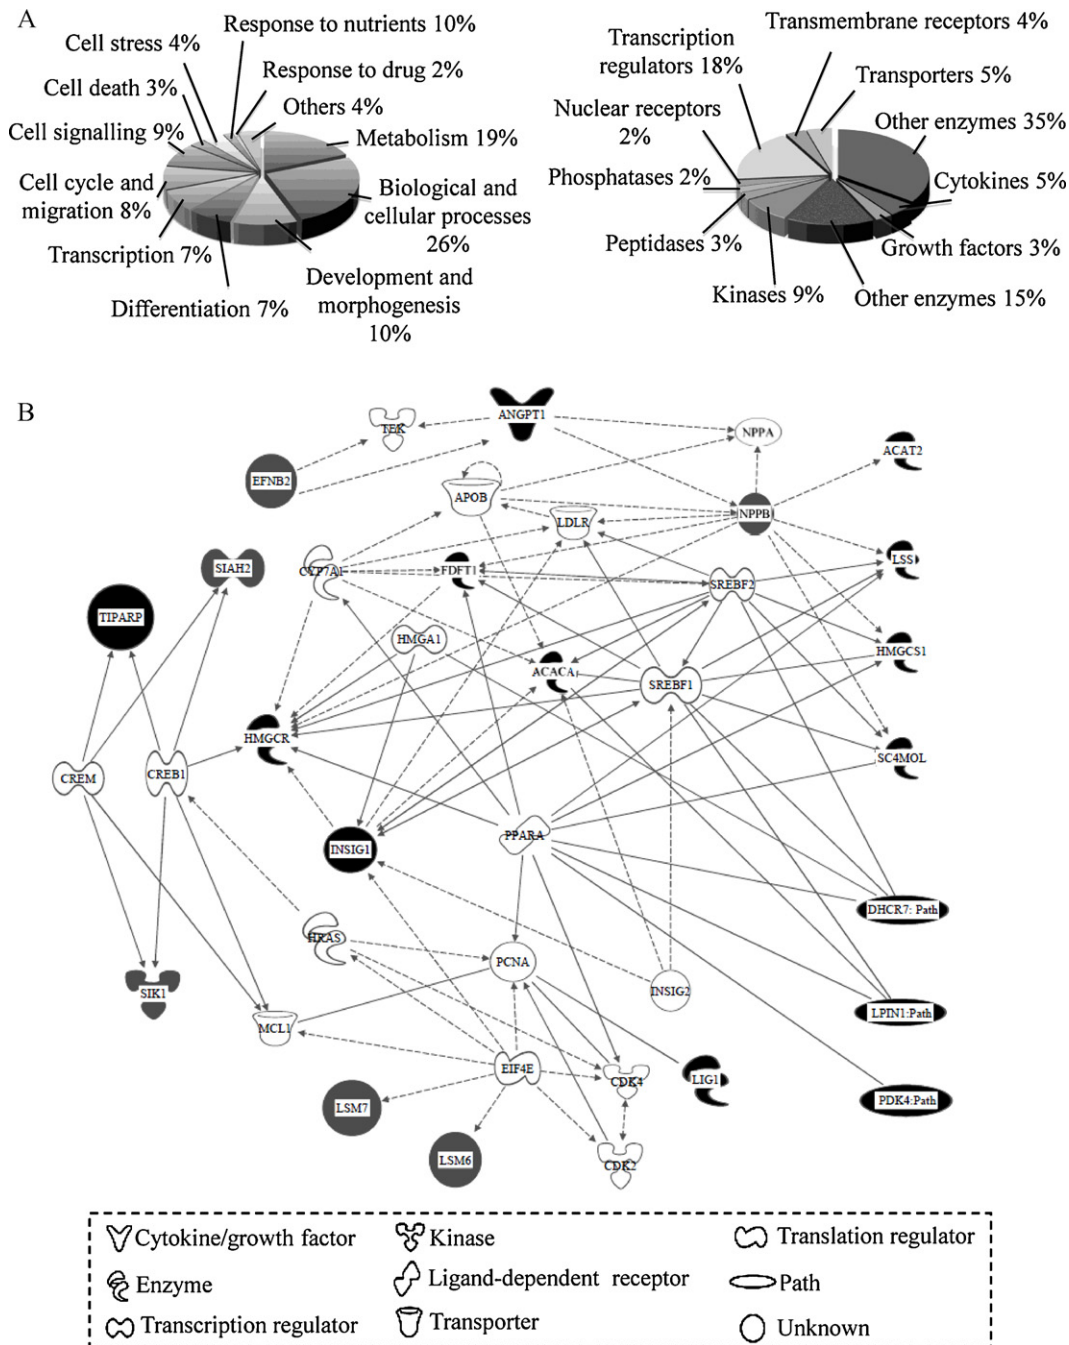 A
Response to nutrients 10%
Cell stress 4%
Response to drug 2%
Cell death 3%
Others 4%
Cell signalling 9%
Metabolism 19%
Cell cycle and
migration 8%
Biological and
cellular processes
26%
Transcription 7%
Development and
morphogenesis
10%
Differentiation 7%
Transmembrane receptors 4%
Transcription
regulators 18%
Transporters 5%
Nuclear receptors
2%
Other enzymes 35%
Phosphatases 2%
Cytokines 5%
Peptidases 3%
Growth factors 3%
Kinases 9%
Other enzymes 15%
B
ANGPT1
TEK
NPPA
ACAT2
EFNB2
APOB
NPPB
LDLR
SIAH2
CYP7A1
FDFT1
LSS
SREBF2
TIPARP
HMGA1
HMGCS1
ACACA
SREBF1
HMGCR
SC4MOL
CREM
CREB1
PPARA
INSIG1
DHCR7: Path
HRAS
PCNA
SIK1
INSIG2
MCL1
LPIN1:Path
EIF4E
CDK4
LIG1
LSM7
PDK4:Path
LSM6
CDK2
Cytokine/growth factor
Kinase
Translation regulator
Enzyme
Ligand-dependent receptor
Path
Transcription regulator
Transporter
Unknown